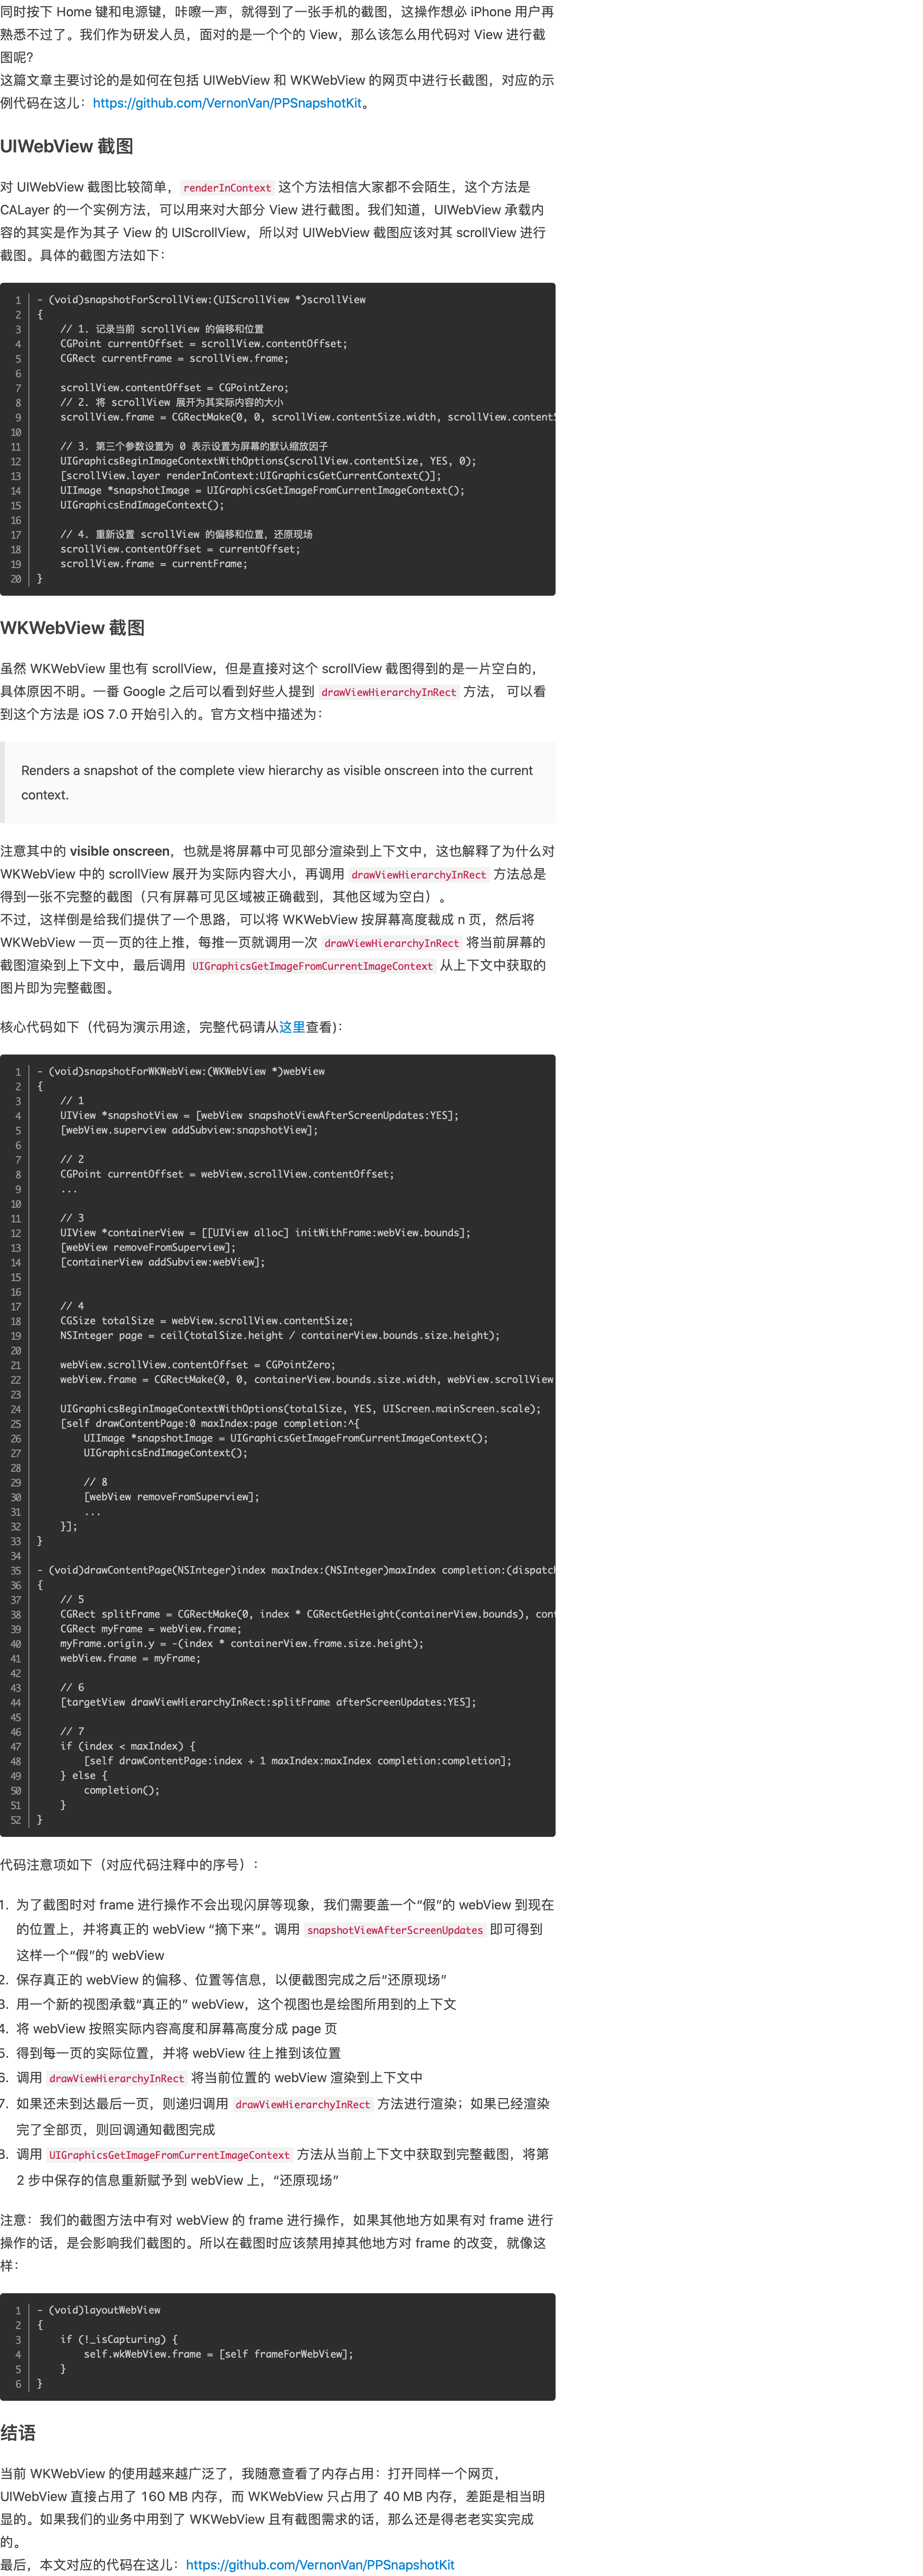 同时按下 Home 键和电源键，咔嚓一声，就得到了一张手机的截图，这操作想必 iPhone 用户再
熟悉不过了。我们作为研发人员，面对的是一个个的 View，那么该怎么用代码对 View 进行截
图呢？
这篇文章主要讨论的是如何在包括 UIWebView 和 WKWebView 的网页中进行长截图，对应的示
例代码在这儿：https://github.com/VernonVan/PPSnapshotKit。
UIWebView 截图
对 UIWebView 截图比较简单，renderInContext 这个方法相信大家都不会陌生，这个方法是
CALayer 的一个实例方法，可以用来对大部分 View 进行截图。我们知道，UIWebView 承载内
容的其实是作为其子 View 的 UIScrollView，所以对 UIWebView 截图应该对其 scrollView 进行
截图。具体的截图方法如下：
1 - (void)snapshotForScrollView:(UIScrollView *)scrollView
2 {
3     // 1. 记录当前 scrollView 的偏移和位置
4     CGPoint currentOffset = scrollView.contentOffset;
5     CGRect currentFrame = scrollView.frame;
6
7     scrollView.contentOffset = CGPointZero;
8     // 2. 将 scrollView 展开为其实际内容的大小
9     scrollView.frame = CGRectMake(0, 0, scrollView.contentSize.width, scrollView.contentS
10
11     // 3. 第三个参数设置为 0 表示设置为屏幕的默认缩放因子
12     UIGraphicsBeginImageContextWithOptions(scrollView.contentSize, YES, 0);
13     [scrollView.layer renderInContext:UIGraphicsGetCurrentContext()];
14     UIImage *snapshotImage = UIGraphicsGetImageFromCurrentImageContext();
15     UIGraphicsEndImageContext();
16
17     // 4. 重新设置 scrollView 的偏移和位置，还原现场
18     scrollView.contentOffset = currentOffset;
19     scrollView.frame = currentFrame;
20 }
WKWebView 截图
虽然 WKWebView 里也有 scrollView，但是直接对这个 scrollView 截图得到的是一片空白的，
具体原因不明。一番 Google 之后可以看到好些人提到 drawViewHierarchyInRect 方法， 可以看
到这个方法是 iOS 7.0 开始引入的。官方文档中描述为：
Renders a snapshot of the complete view hierarchy as visible onscreen into the current
context.
注意其中的 visible onscreen，也就是将屏幕中可见部分渲染到上下文中，这也解释了为什么对
WKWebView 中的 scrollView 展开为实际内容大小，再调用 drawViewHierarchyInRect 方法总是
得到一张不完整的截图（只有屏幕可见区域被正确截到，其他区域为空白）。
不过，这样倒是给我们提供了一个思路，可以将 WKWebView 按屏幕高度裁成 n 页，然后将
WKWebView 一页一页的往上推，每推一页就调用一次 drawViewHierarchyInRect 将当前屏幕的
截图渲染到上下文中，最后调用 UIGraphicsGetImageFromCurrentImageContext 从上下文中获取的
图片即为完整截图。
核心代码如下（代码为演示用途，完整代码请从这里查看)：
1 - (void)snapshotForWKWebView:(WKWebView *)webView
2 {
3     // 1
4     UIView *snapshotView = [webView snapshotViewAfterScreenUpdates:YES];
5     [webView.superview addSubview:snapshotView];
6
7     // 2
8     CGPoint currentOffset = webView.scrollView.contentOffset;
9     ...
10
11     // 3
12     UIView *containerView = [[UIView alloc] initWithFrame:webView.bounds];
13     [webView removeFromSuperview];
14     [containerView addSubview:webView];
15
16
17     // 4
18     CGSize totalSize = webView.scrollView.contentSize;
19     NSInteger page = ceil(totalSize.height / containerView.bounds.size.height);
20
21     webView.scrollView.contentOffset = CGPointZero;
22     webView.frame = CGRectMake(0, 0, containerView.bounds.size.width, webView.scrollView
23
24     UIGraphicsBeginImageContextWithOptions(totalSize, YES, UIScreen.mainScreen.scale);
25     [self drawContentPage:0 maxIndex:page completion:^{
26         UIImage *snapshotImage = UIGraphicsGetImageFromCurrentImageContext();
27         UIGraphicsEndImageContext();
28
29         // 8
30         [webView removeFromSuperview];
31         ...
32     }];
33 }
34
35 - (void)drawContentPage(NSInteger)index maxIndex:(NSInteger)maxIndex completion:(dispatch
36 {
37     // 5
38     CGRect splitFrame = CGRectMake(0, index * CGRectGetHeight(containerView.bounds), cont
39     CGRect myFrame = webView.frame;
40     myFrame.origin.y = -(index * containerView.frame.size.height);
41     webView.frame = myFrame;
42
43     // 6
44     [targetView drawViewHierarchyInRect:splitFrame afterScreenUpdates:YES];
45
46     // 7
47     if (index < maxIndex) {
48         [self drawContentPage:index + 1 maxIndex:maxIndex completion:completion];
49     } else {
50         completion();
51     }
52 }
代码注意项如下（对应代码注释中的序号）：
1. 为了截图时对 frame 进行操作不会出现闪屏等现象，我们需要盖一个“假”的 webView 到现在
的位置上，并将真正的 webView “摘下来”。调用 snapshotViewAfterScreenUpdates 即可得到
这样一个“假”的 webView
2. 保存真正的 webView 的偏移、位置等信息，以便截图完成之后“还原现场”
3. 用一个新的视图承载“真正的” webView，这个视图也是绘图所用到的上下文
4. 将 webView 按照实际内容高度和屏幕高度分成 page 页
5. 得到每一页的实际位置，并将 webView 往上推到该位置
6. 调用 drawViewHierarchyInRect 将当前位置的 webView 渲染到上下文中
7. 如果还未到达最后一页，则递归调用 drawViewHierarchyInRect 方法进行渲染；如果已经渲染
完了全部页，则回调通知截图完成
8. 调用 UIGraphicsGetImageFromCurrentImageContext 方法从当前上下文中获取到完整截图，将第
2 步中保存的信息重新赋予到 webView 上，“还原现场”
注意：我们的截图方法中有对 webView 的 frame 进行操作，如果其他地方如果有对 frame 进行
操作的话，是会影响我们截图的。所以在截图时应该禁用掉其他地方对 frame 的改变，就像这
样：
1 - (void)layoutWebView
2 {
3     if (!_isCapturing) {
4         self.wkWebView.frame = [self frameForWebView];
5     }
6 }
结语
当前 WKWebView 的使用越来越广泛了，我随意查看了内存占用：打开同样一个网页，
UIWebView 直接占用了 160 MB 内存，而 WKWebView 只占用了 40 MB 内存，差距是相当明
显的。如果我们的业务中用到了 WKWebView 且有截图需求的话，那么还是得老老实实完成
的。
最后，本文对应的代码在这儿：https://github.com/VernonVan/PPSnapshotKit